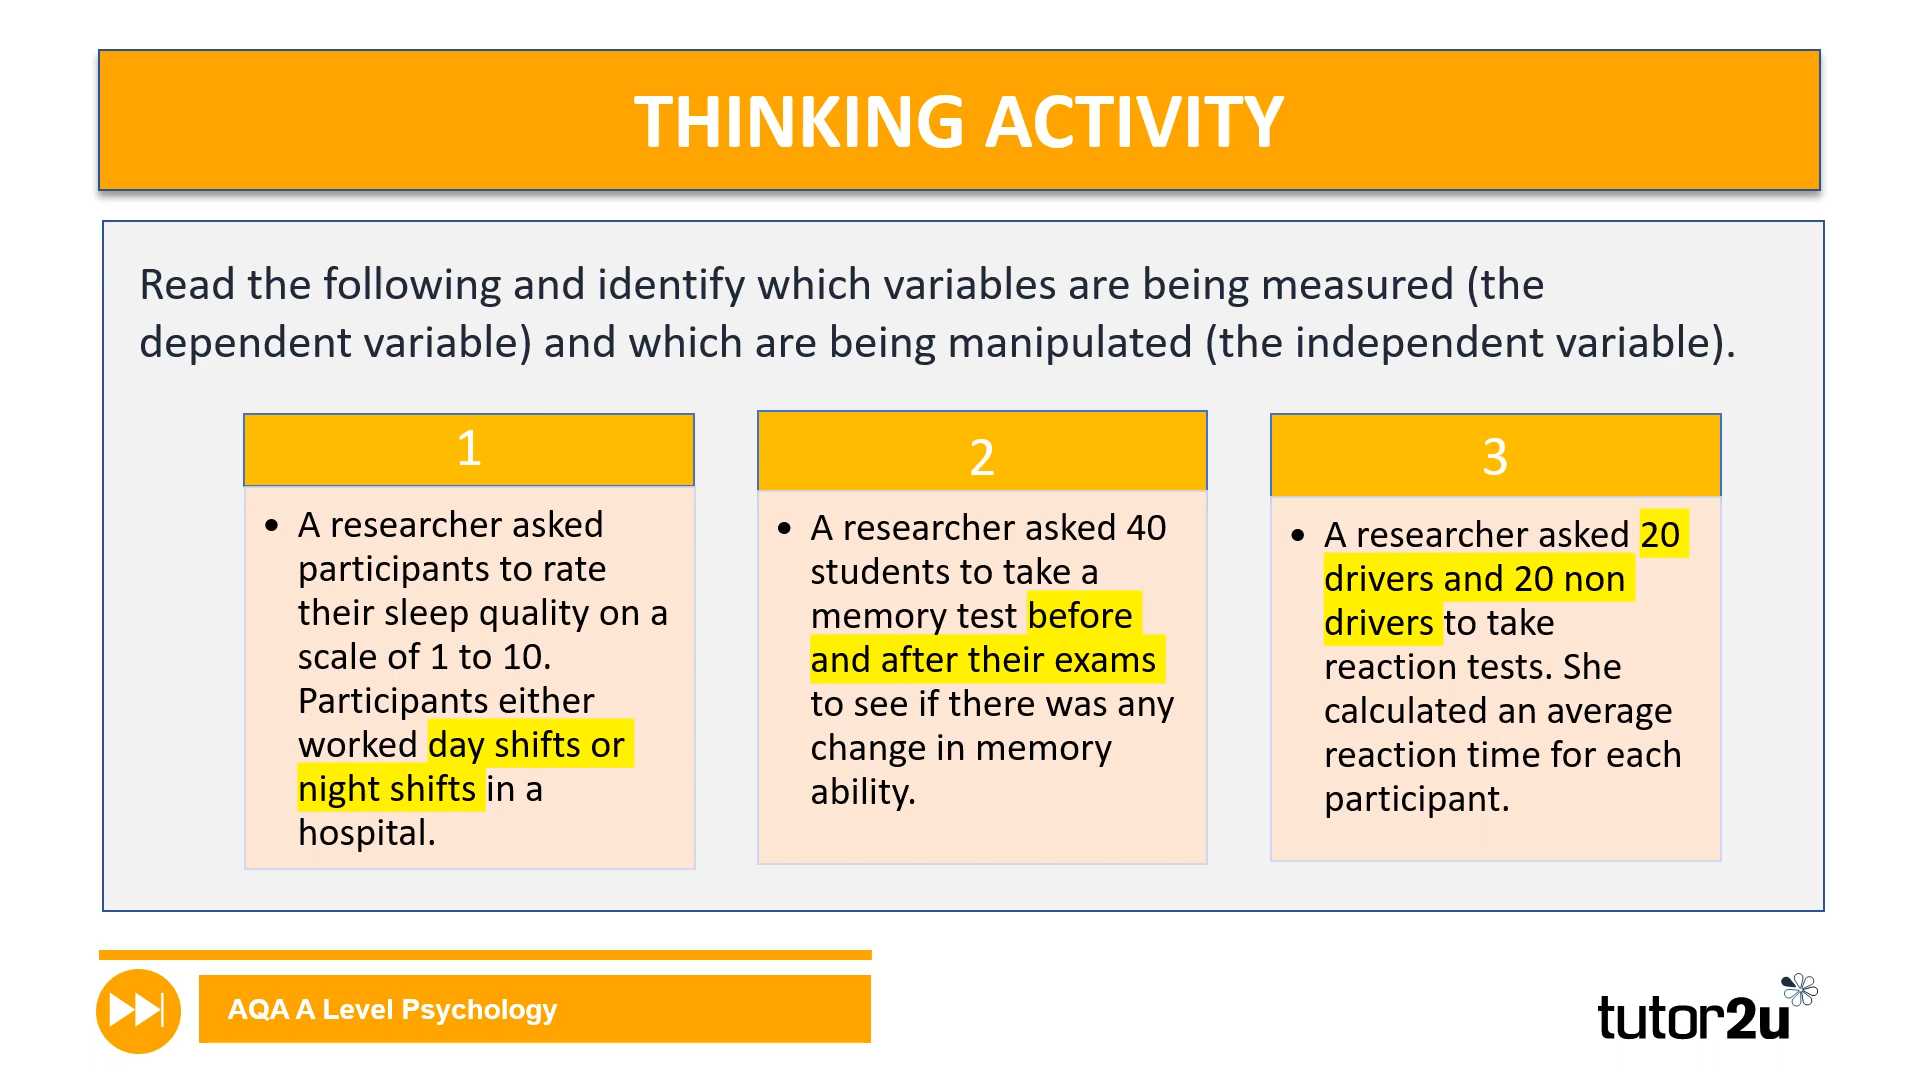 THINKING ACTIVITY
Read the following and identify which variables are being measured (the
dependent variable) and which are being manipulated (the independent variable).
1
• A researcher asked
participants to rate
their sleep quality on a
scale of 1 to 10.
Participants either
worked day shifts or
night shifts in a
hospital.
2
• A researcher asked 40
students to take a
memory test before
and after their exams
to see if there was any
change in memory
ability.
3
• A researcher asked 20
drivers and 20 non
drivers to take
reaction tests. She
calculated an average
reaction time for each
participant.
AQA A Level Psychology
tutor2u